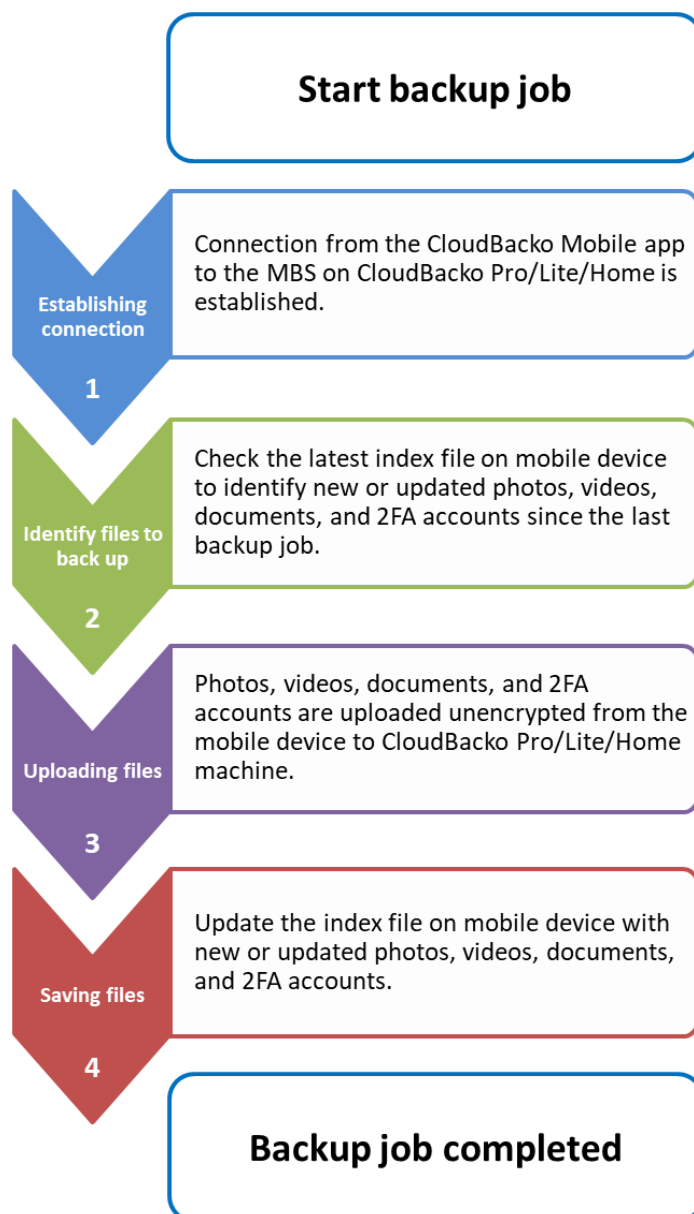 Start backup job
Establishing
connection
1
Connection from the CloudBacko Mobile app
to the MBS on CloudBacko Pro/Lite/Home is
established.
Identify files to
back up
2
Check the latest index file on mobile device
to identify new or updated photos, videos,
documents, and 2FA accounts since the last
backup job.
Uploading files
3
Photos, videos, documents, and 2FA
accounts are uploaded unencrypted from the
mobile device to CloudBacko Pro/Lite/Home
machine.
Saving files
4
Update the index file on mobile device with
new or updated photos, videos, documents,
and 2FA accounts.
Backup job completed